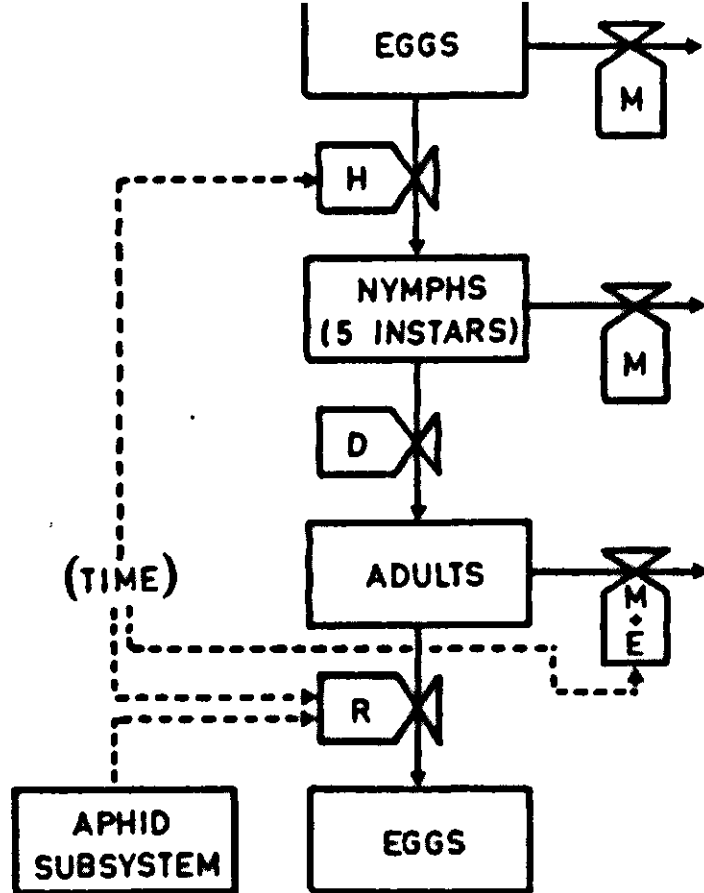 EGGS
M
H
NYMPHS
(5 INSTARS)
M
D
(TIME)
ADULTS
M
+
E
R
APHID
SUBSYSTEM
EGGS